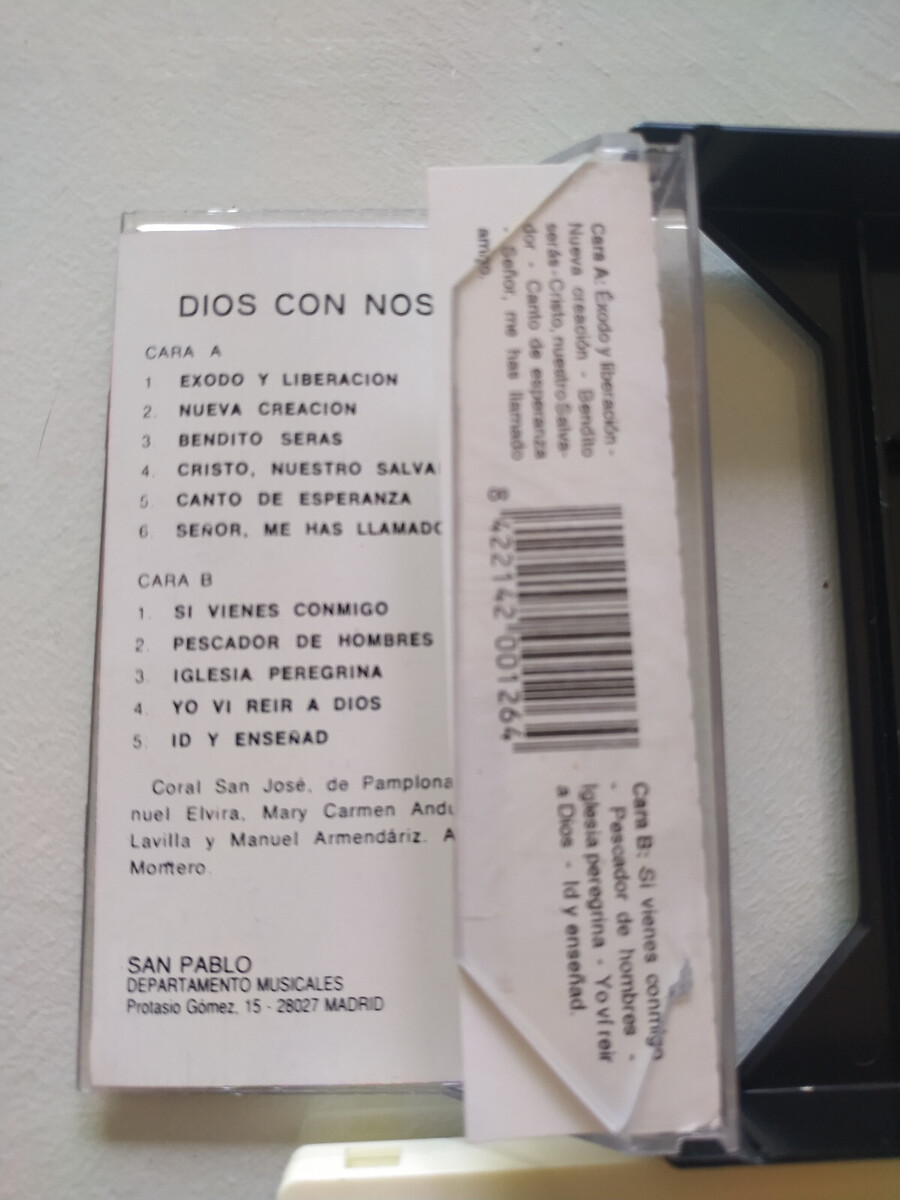 DIOS CON NOS
CARA A
1 EXODO Y LIBERACION
2. NUEVA CREACION
3 BENDITO SERAS
4. CRISTO, NUESTRO SALVA
5. CANTO DE ESPERANZA
6. SEÑOR, ME HAS LLAMADO
CARA B
1. SI VIENES CONMIGO
2. PESCADOR DE HOMBRES
3. IGLESIA PEREGRINA
4. YO VI REIR A DIOS
5. ID Y ENSEÑAD
Coral San José, de Pamplona
nuel Elvira, Mary Carmen Andu
Lavilla y Manuel Armendáriz. A
Montero.
SAN PABLO
DEPARTAMENTO MUSICALES
Protasio Gómez, 15 - 28027 MADRID
Cara A: Éxodo y liberación -
Nueva creación - Bendito
serás - Cristo, nuestro Salva-
dor - Canto de esperanza
- Señor, me has llamado
amigo.
8 422142 001264
Cara B: Si vienes conmigo
- Pescador de hombres -
Iglesia peregrina - Yo ví reir
a Dios - Id y enseñad.